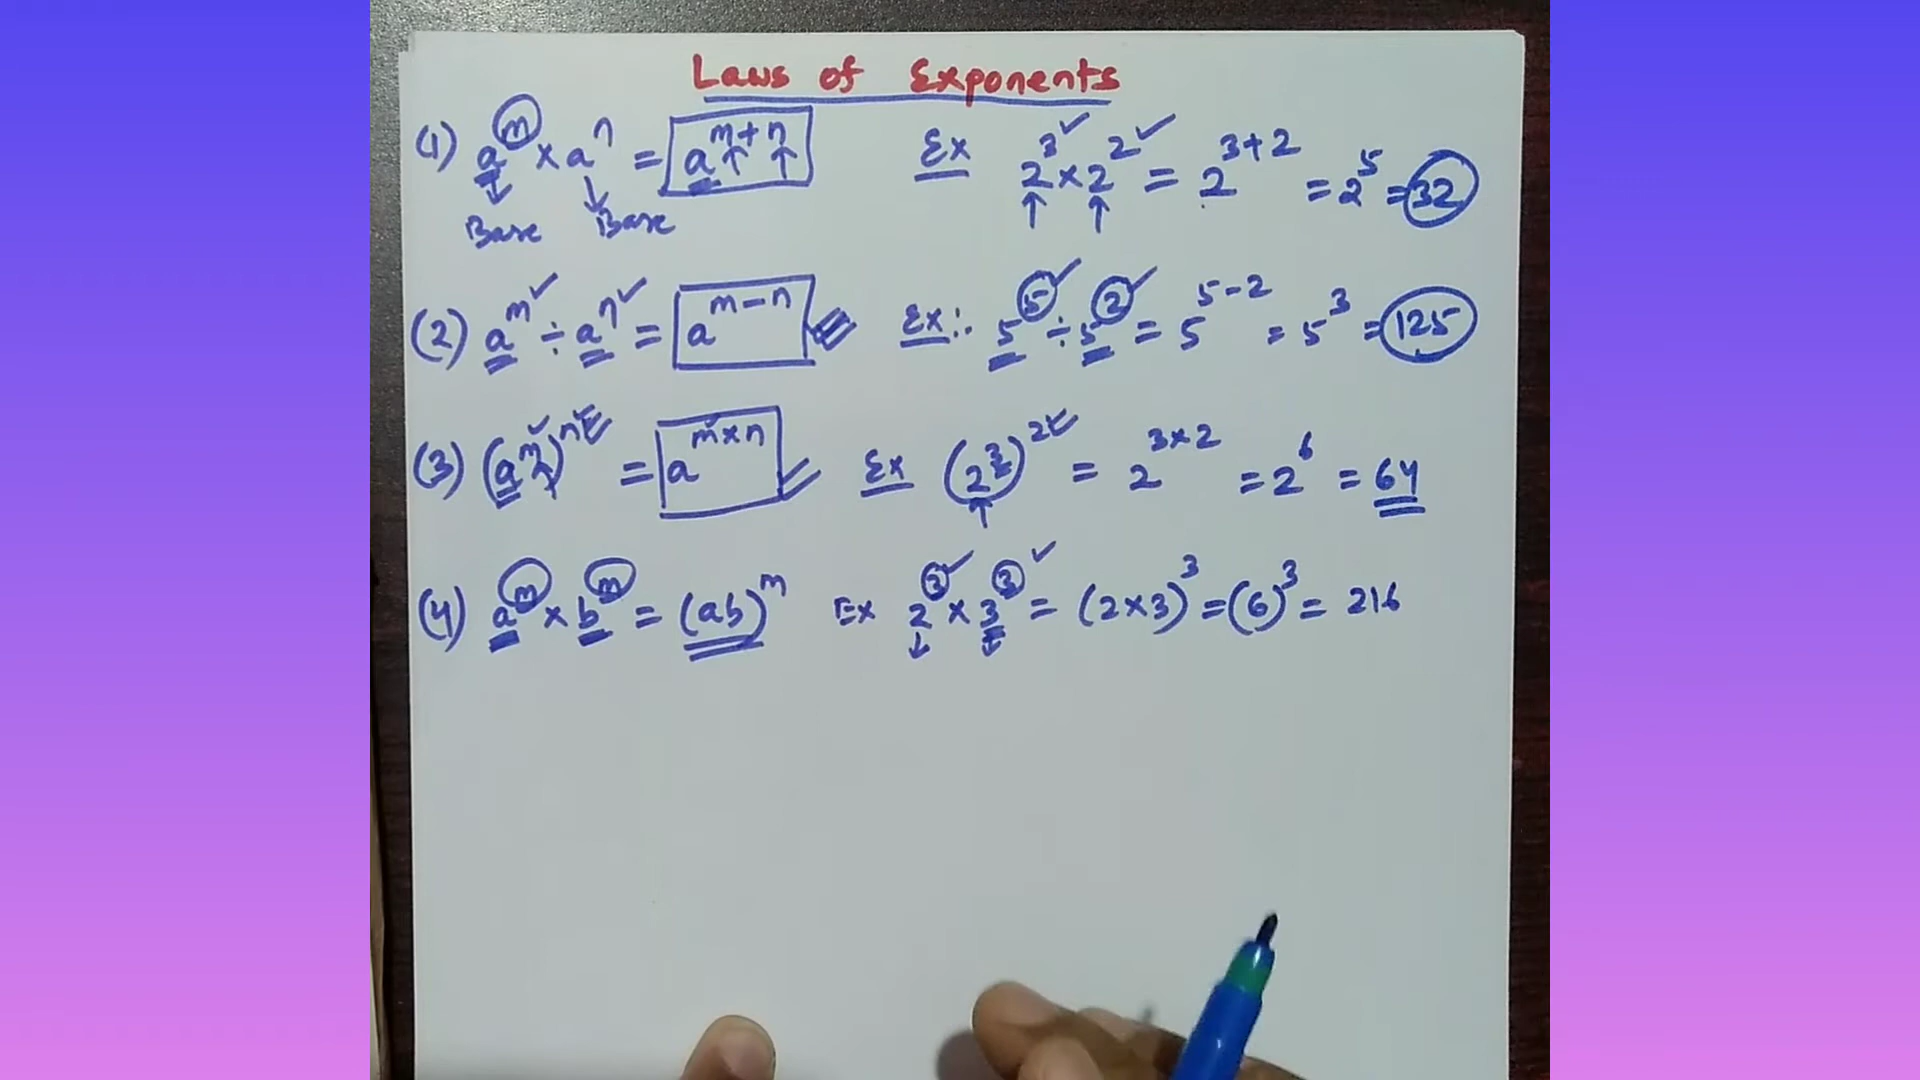 Laws of Exponents
(1) a^m × a^n = a^(m+n) Ex 2^3 × 2^2 = 2^(3+2) = 2^5 = 32
Base Base
(2) a^m ÷ a^n = a^(m-n) Ex:. 5^5 ÷ 5^2 = 5^(5-2) = 5^3 = 125
(3) (a^m)^n = a^(m×n) Ex (2^3)^2 = 2^(3×2) = 2^6 = 64
(4) a^m × b^m = (ab)^m Ex 2^3 × 3^3 = (2×3)^3 = (6)^3 = 216